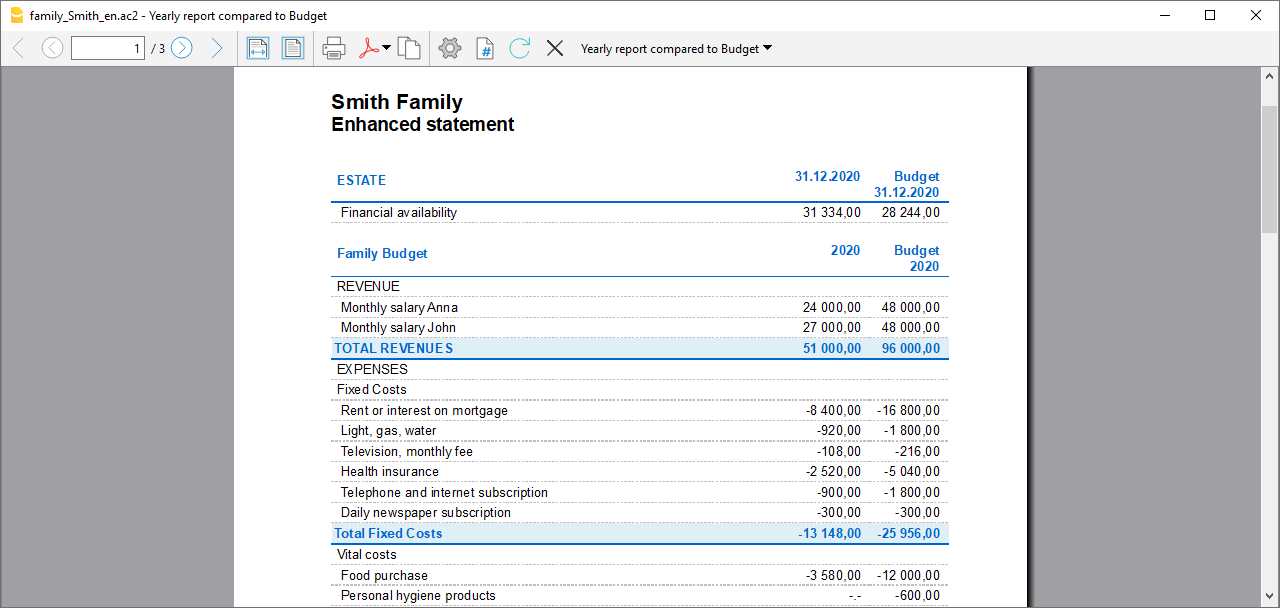 family_Smith_en.ac2 - Yearly report compared to Budget
1 / 3 # Yearly report compared to Budget
Smith Family
Enhanced statement
ESTATE 31.12.2020 Budget
31.12.2020
Financial availability 31 334,00 28 244,00
Family Budget 2020 Budget
2020
REVENUE
Monthly salary Anna 24 000,00 48 000,00
Monthly salary John 27 000,00 48 000,00
TOTAL REVENUES 51 000,00 96 000,00
EXPENSES
Fixed Costs
Rent or interest on mortgage -8 400,00 -16 800,00
Light, gas, water -920,00 -1 800,00
Television, monthly fee -108,00 -216,00
Health insurance -2 520,00 -5 040,00
Telephone and internet subscription -900,00 -1 800,00
Daily newspaper subscription -300,00 -300,00
Total Fixed Costs -13 148,00 -25 956,00
Vital costs
Food purchase -3 580,00 -12 000,00
Personal hygiene products -.- -600,00